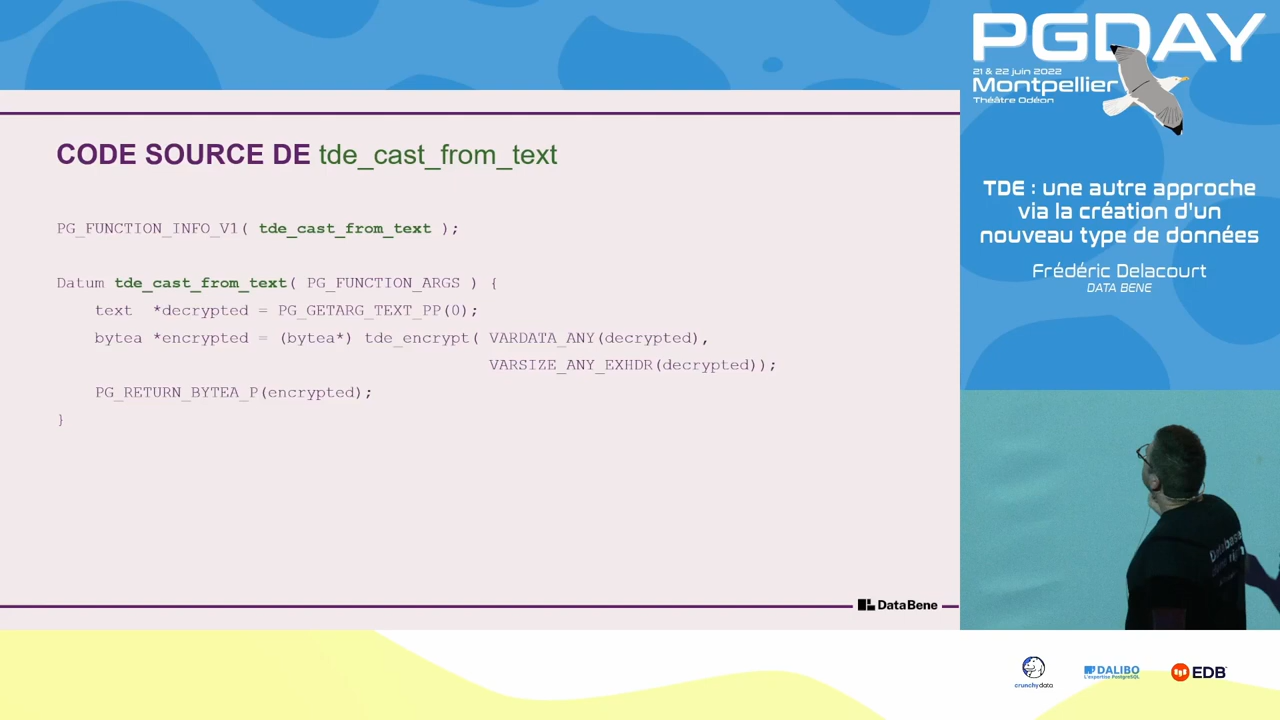 PGDAY
21 & 22 juin 2022
Montpellier
Théâtre Odéon
CODE SOURCE DE tde_cast_from_text
PG_FUNCTION_INFO_V1( tde_cast_from_text );
Datum tde_cast_from_text( PG_FUNCTION_ARGS ) {
text *decrypted = PG_GETARG_TEXT_PP(0);
bytea *encrypted = (bytea*) tde_encrypt( VARDATA_ANY(decrypted),
VARSIZE_ANY_EXHDR(decrypted));
PG_RETURN_BYTEA_P(encrypted);
}
DataBene
TDE : une autre approche
via la création d'un
nouveau type de données
Frédéric Delacourt
DATA BENE
crunchydata
DALIBO
L'expertise PostgreSQL
EDB